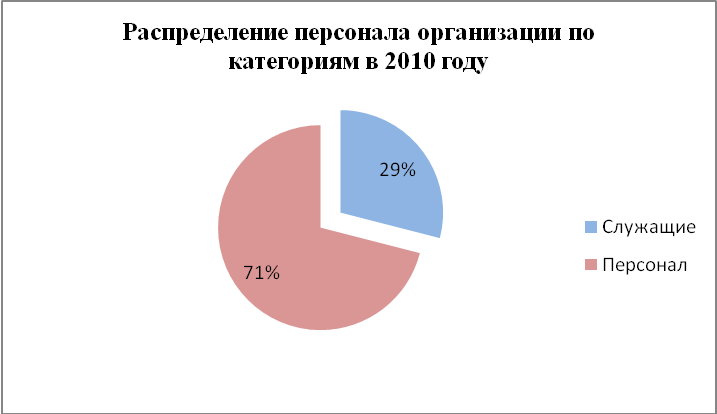 Распределение персонала организации по
категориям в 2010 году
29%
71%
Служащие
Персонал